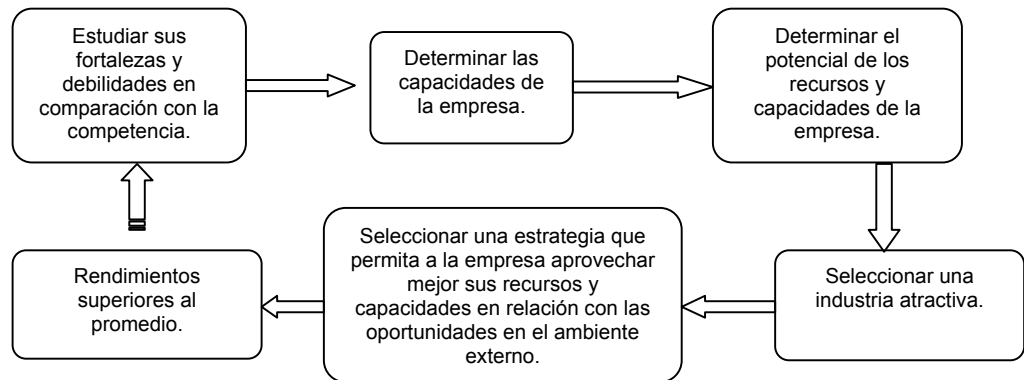 Estudiar sus
fortalezas y
debilidades en
comparación con la
competencia.
Determinar las
capacidades de
la empresa.
Determinar el
potencial de los
recursos y
capacidades de la
empresa.
Seleccionar una
industria atractiva.
Seleccionar una estrategia que
permita a la empresa aprovechar
mejor sus recursos y
capacidades en relación con las
oportunidades en el ambiente
externo.
Rendimientos
superiores al
promedio.